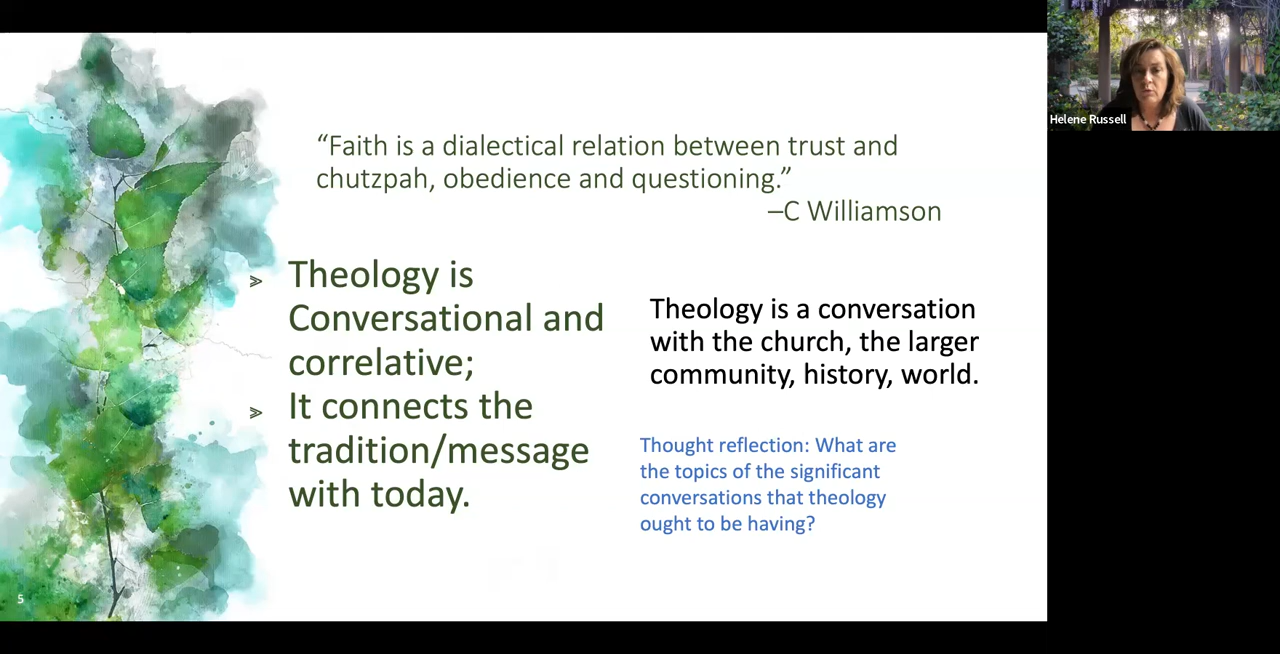 “Faith is a dialectical relation between trust and
chutzpah, obedience and questioning.”
–C Williamson
Theology is
Conversational and
correlative;
It connects the
tradition/message
with today.
Theology is a conversation
with the church, the larger
community, history, world.
Thought reflection: What are
the topics of the significant
conversations that theology
ought to be having?
5
Helene Russell